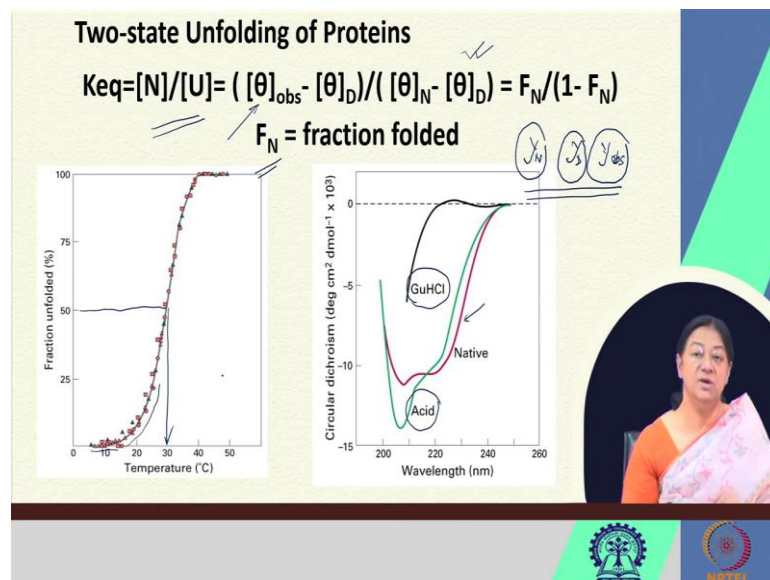 Two-state Unfolding of Proteins
Keq=[N]/[U]= ( [θ]obs- [θ]D)/( [θ]N- [θ]D) = FN/(1- FN)
FN = fraction folded
yN yD yobs
100
75
50
25
Fraction unfolded (%)
0 10 20 30 40 50 60
Temperature (°C)
0
−5
−10
−15
Circular dichroism (deg cm2 dmol−1 × 103)
GuHCl
Native
Acid
200 220 240 260
Wavelength (nm)
NPTEL